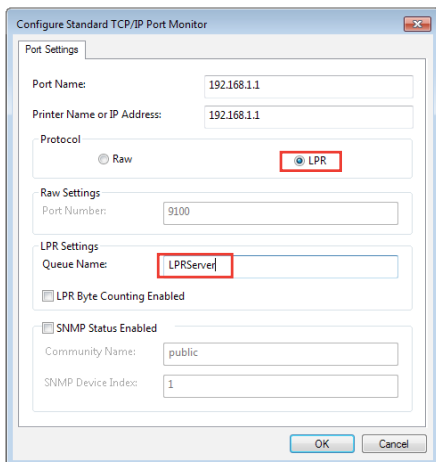 Configure Standard TCP/IP Port Monitor
Port Settings
Port Name: 192.168.1.1
Printer Name or IP Address: 192.168.1.1
Protocol
Raw LPR
Raw Settings
Port Number: 9100
LPR Settings
Queue Name: LPRServer
LPR Byte Counting Enabled
SNMP Status Enabled
Community Name: public
SNMP Device Index: 1
OK Cancel